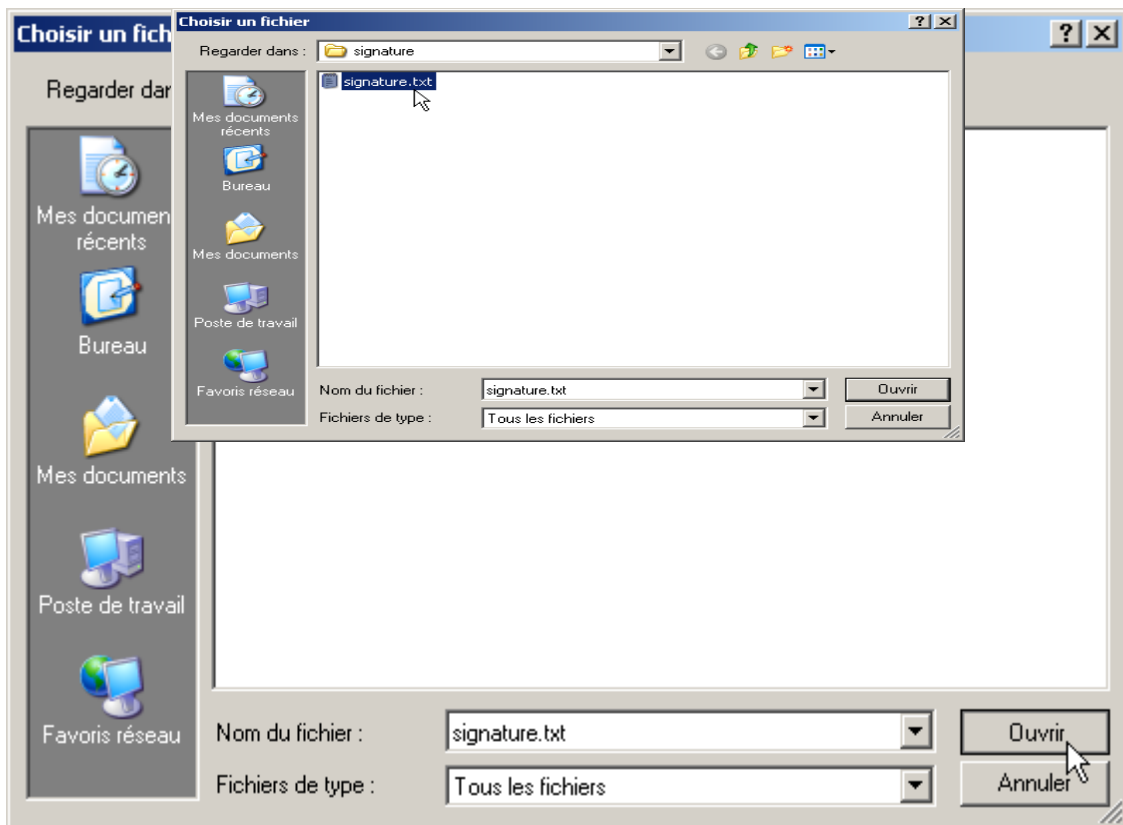 Choisir un fich
Regarder dar
Mes documen
récents
Bureau
Mes documents
Poste de travail
Favoris réseau
Nom du fichier :
signature.txt
Ouvrir
Fichiers de type :
Tous les fichiers
Annuler
Choisir un fichier
Regarder dans :
signature
signature.txt
Mes documents
récents
Bureau
Mes documents
Poste de travail
Favoris réseau
Nom du fichier :
signature.txt
Ouvrir
Fichiers de type :
Tous les fichiers
Annuler